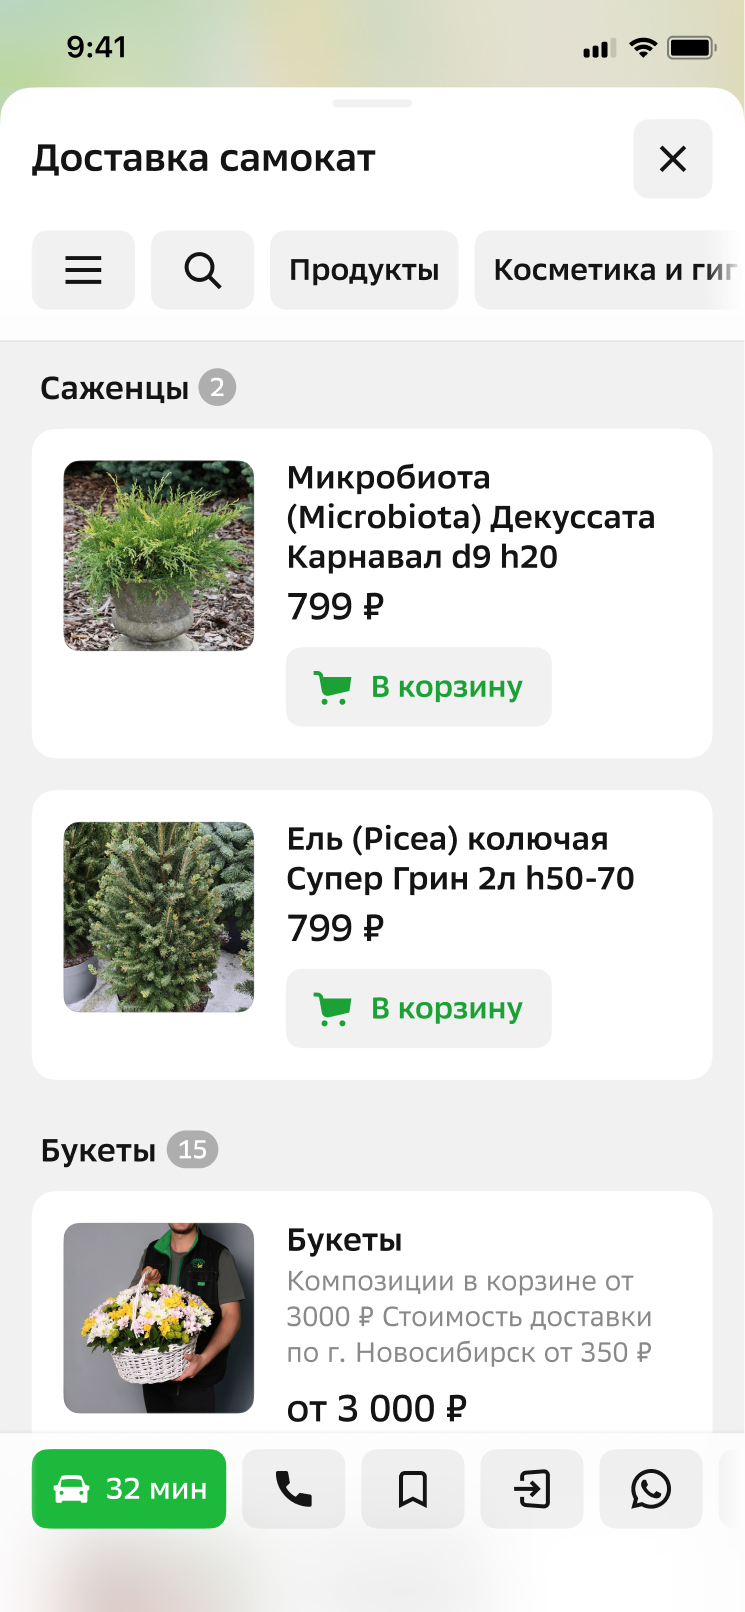 9:41
Доставка самокат
Продукты
Косметика и гиг
Саженцы 2
Микробиота
(Microbiota) Декуссата
Карнавал d9 h20
799 ₽
В корзину
Ель (Picea) колючая
Супер Грин 2л h50-70
799 ₽
В корзину
Букеты 15
Букеты
Композиции в корзине от
3000 ₽ Стоимость доставки
по г. Новосибирск от 350 ₽
от 3 000 ₽
32 мин